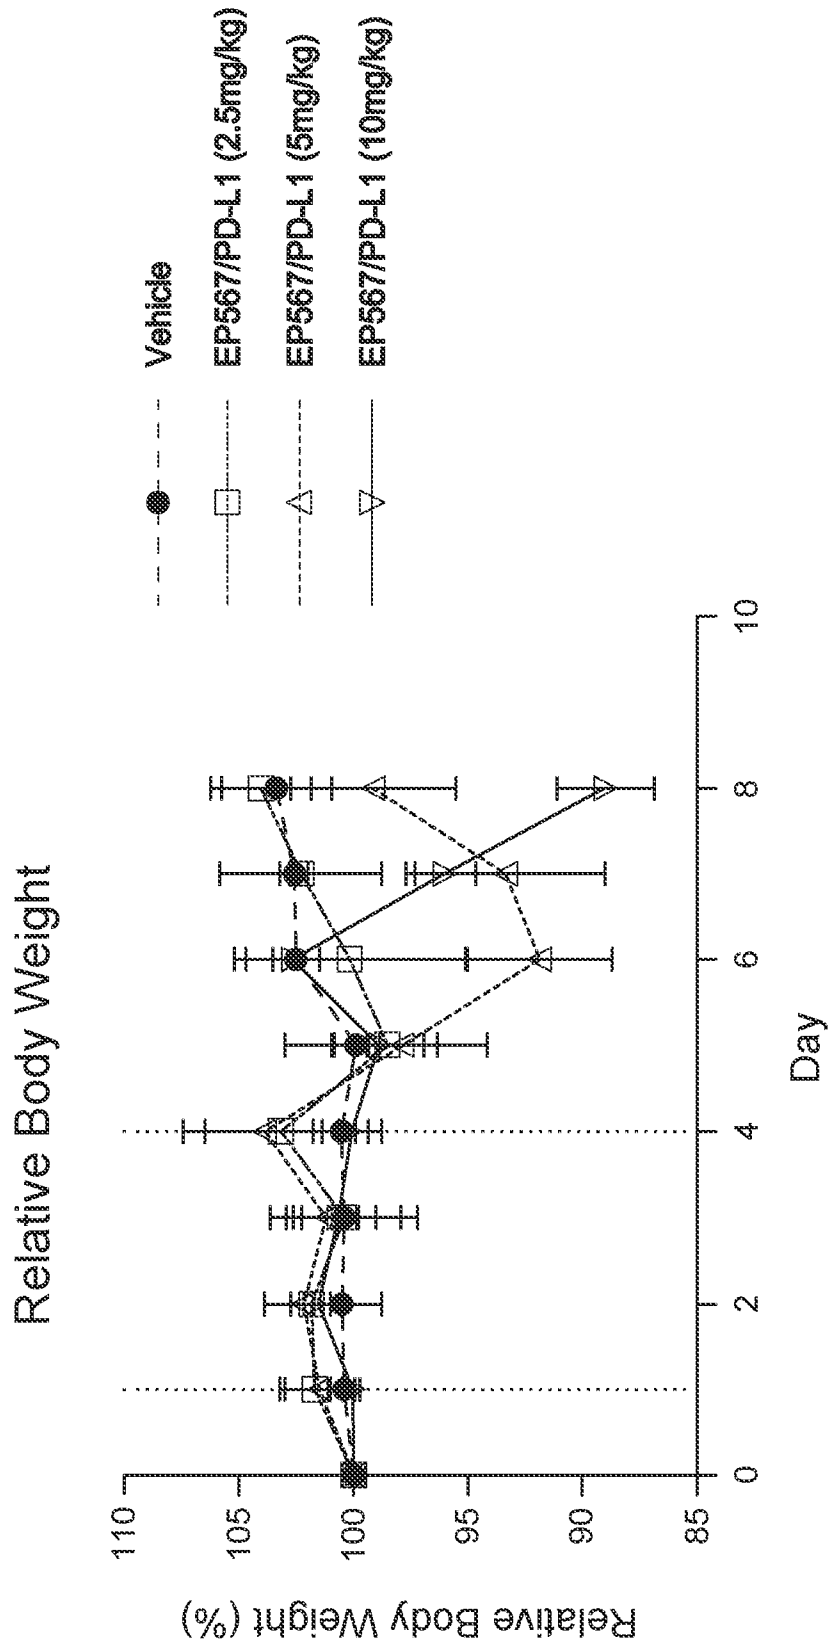 Relative Body Weight
Vehicle
EP567/PD-L1 (2.5mg/kg)
EP567/PD-L1 (5mg/kg)
EP567/PD-L1 (10mg/kg)
Relative Body Weight (%)
110
105
100
95
90
85
0
2
4
6
8
10
Day